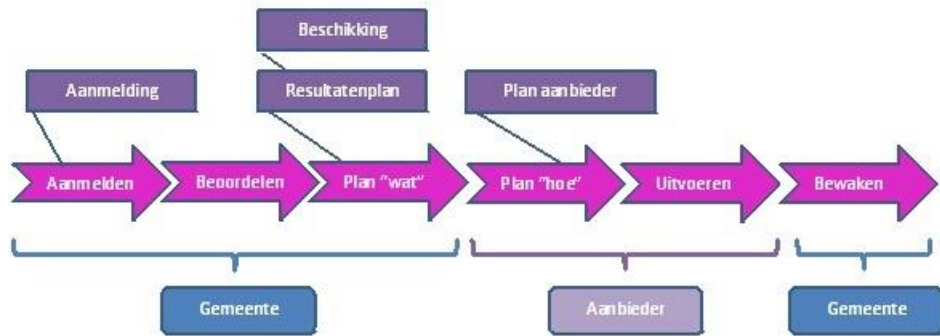 Beschikking
Aanmelding
Resultatenplan
Plan aanbieder
Aanmelden
Beoordelen
Plan "wat"
Plan "hoe"
Uitvoeren
Bewaken
Gemeente
Aanbieder
Gemeente